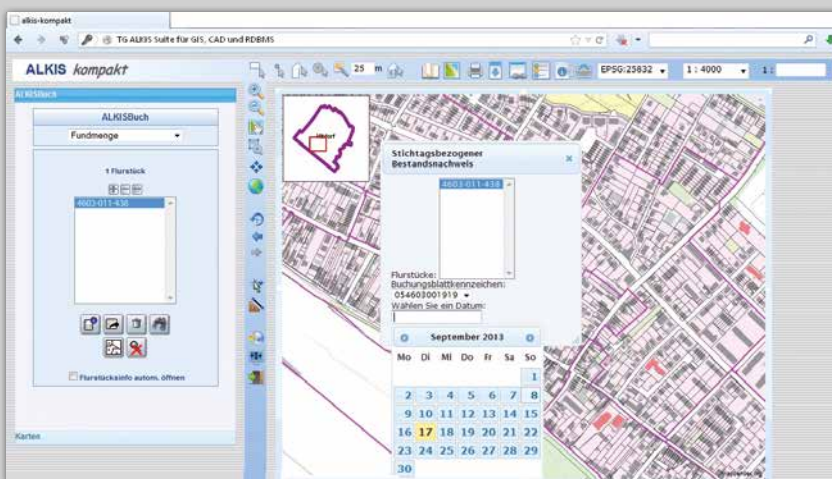 alkis-kompakt
TG ALKIS Suite für GIS, CAD und RDBMS
ALKIS kompakt
25 m
EPSG:25832
1 : 4000
1 :
ALKISBuch
ALKISBuch
Fundmenge
1 Flurstück
4603-011-438
Flurstücksinfo autom. öffnen
Karten
Stichtagsbezogener
Bestandsnachweis
4603-011-438
Flurstücke:
Buchungsblattkennzeichen:
054603001919
Wählen Sie ein Datum:
September 2013
Mo Di Mi Do Fr Sa So
1
2 3 4 5 6 7 8
9 10 11 12 13 14 15
16 17 18 19 20 21 22
23 24 25 26 27 28 29
30